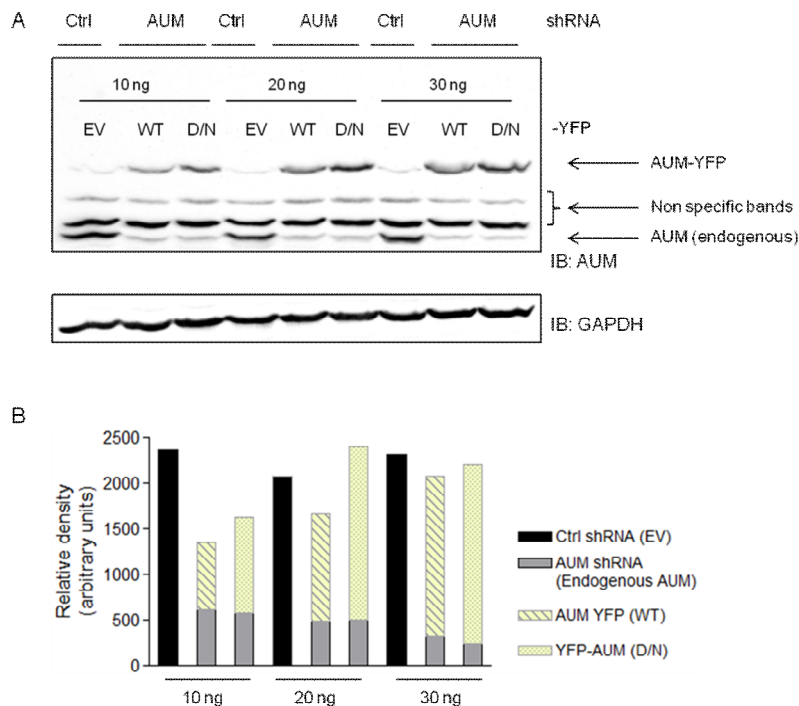 A
Ctrl AUM Ctrl AUM Ctrl AUM shRNA
10 ng 20 ng 30 ng
EV WT D/N EV WT D/N EV WT D/N -YFP
AUM-YFP
Non specific bands
AUM (endogenous)
IB: AUM
IB: GAPDH
B
Relative density
(arbitrary units)
2500
2000
1500
1000
500
0
10 ng 20 ng 30 ng
Ctrl shRNA (EV)
AUM shRNA
(Endogenous AUM)
AUM YFP (WT)
YFP-AUM (D/N)